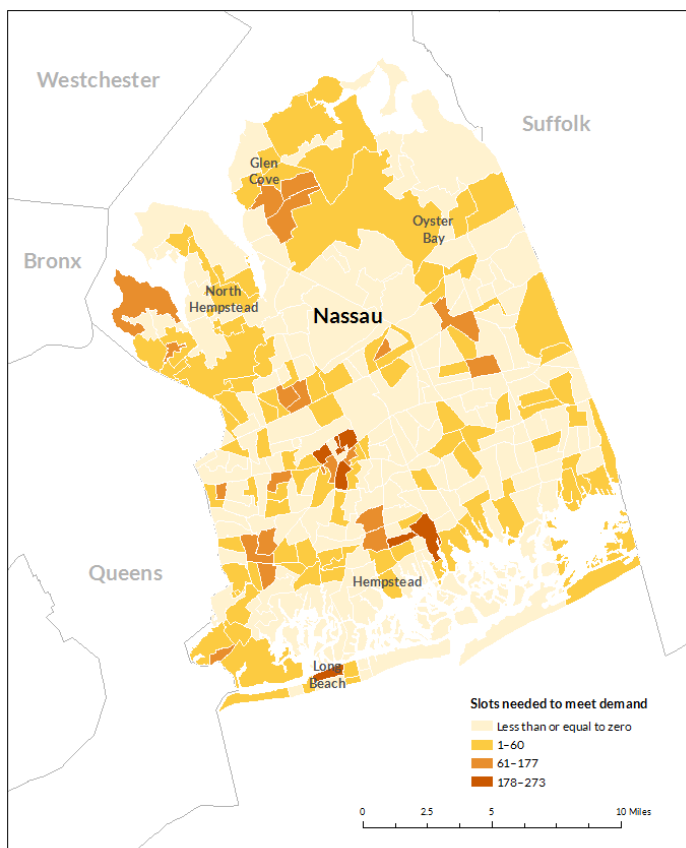 Westchester
Suffolk
Glen
Cove
Oyster
Bay
Bronx
North
Hempstead
Nassau
Queens
Hempstead
Long
Beach
Slots needed to meet demand
Less than or equal to zero
1–60
61–177
178–273
0 2.5 5 10 Miles